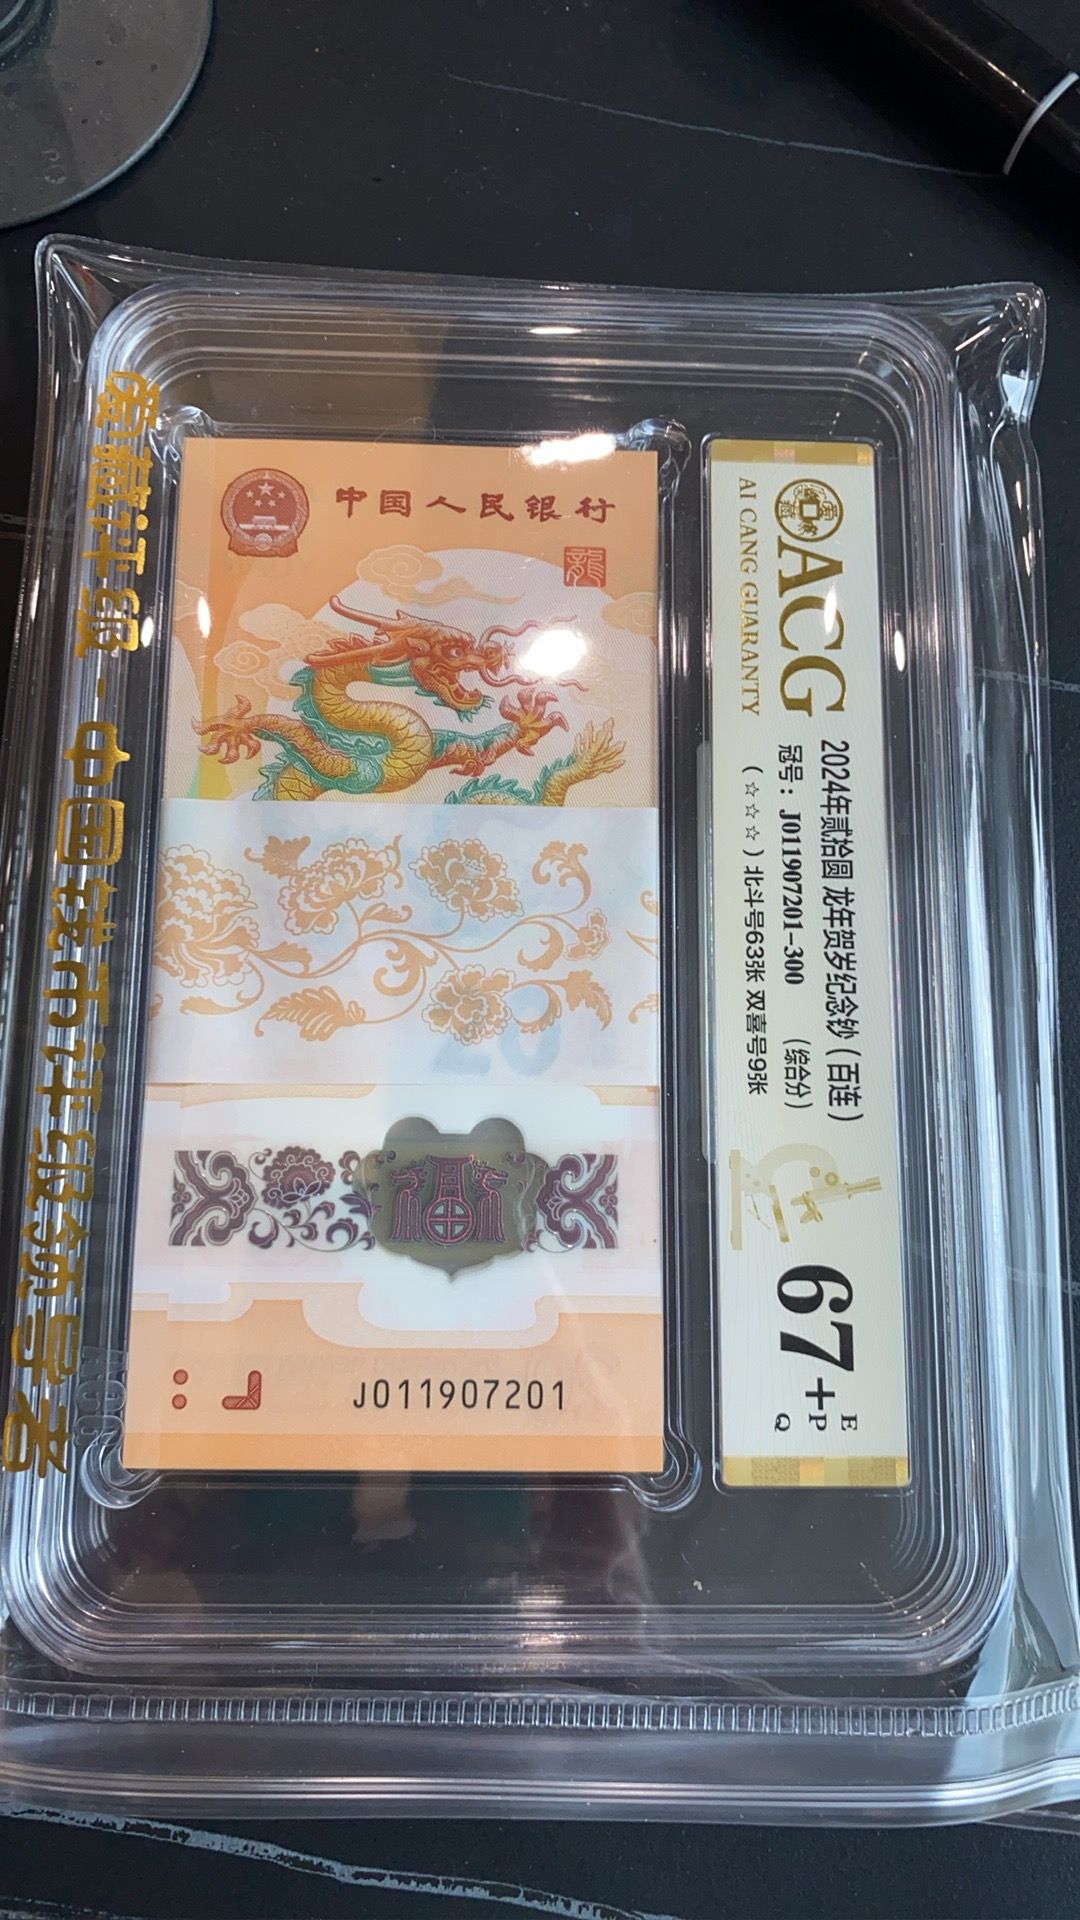 中国人民银行
龍
J011907201
ACG
AI CANG GUARANTY
2024年贰拾圆 龙年贺岁纪念钞（百连）
冠号：J011907201-300 （综合分）
（☆☆☆）北斗号63张 双喜号9张
67+
E
P
Q
爱藏评级-中国钱币评级领导者